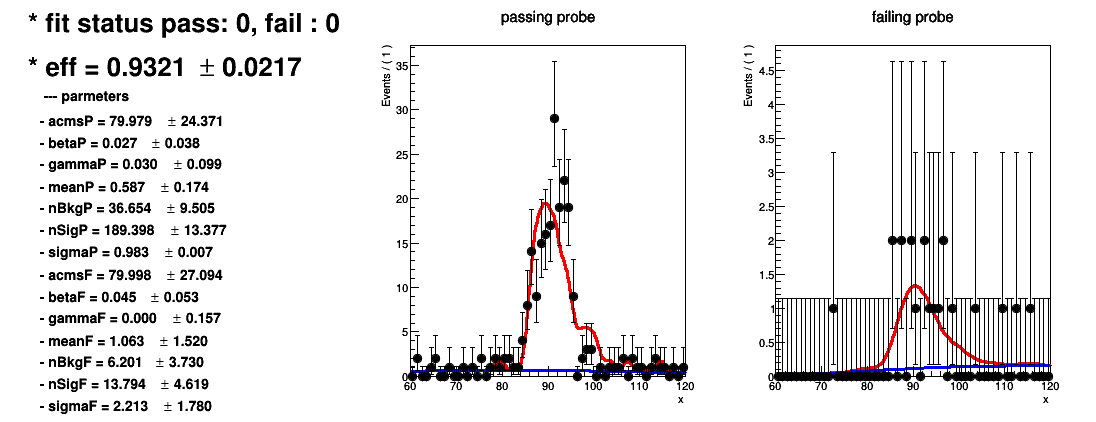 * fit status pass: 0, fail : 0
* eff = 0.9321 ± 0.0217
--- parmeters
- acmsP = 79.979 ± 24.371
- betaP = 0.027 ± 0.038
- gammaP = 0.030 ± 0.099
- meanP = 0.587 ± 0.174
- nBkgP = 36.654 ± 9.505
- nSigP = 189.398 ± 13.377
- sigmaP = 0.983 ± 0.007
- acmsF = 79.998 ± 27.094
- betaF = 0.045 ± 0.053
- gammaF = 0.000 ± 0.157
- meanF = 1.063 ± 1.520
- nBkgF = 6.201 ± 3.730
- nSigF = 13.794 ± 4.619
- sigmaF = 2.213 ± 1.780
passing probe
Events / ( 1 )
35
30
25
20
15
10
5
0
60 70 80 90 100 110 120
x
failing probe
Events / ( 1 )
4.5
4
3.5
3
2.5
2
1.5
1
0.5
0
60 70 80 90 100 110 120
x